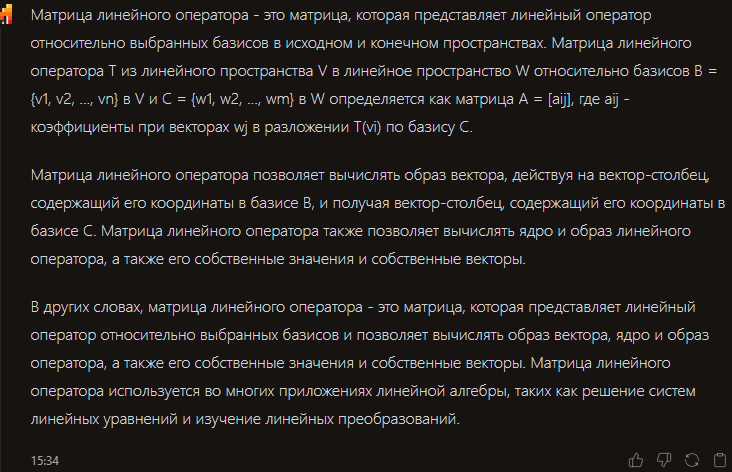 Матрица линейного оператора - это матрица, которая представляет линейный оператор
относительно выбранных базисов в исходном и конечном пространствах. Матрица линейного
оператора T из линейного пространства V в линейное пространство W относительно базисов B =
{v1, v2, ..., vn} в V и C = {w1, w2, ..., wm} в W определяется как матрица A = [aij], где aij -
коэффициенты при векторах wj в разложении T(vi) по базису C.
Матрица линейного оператора позволяет вычислять образ вектора, действуя на вектор-столбец,
содержащий его координаты в базисе B, и получая вектор-столбец, содержащий его координаты в
базисе C. Матрица линейного оператора также позволяет вычислять ядро и образ линейного
оператора, а также его собственные значения и собственные векторы.
В других словах, матрица линейного оператора - это матрица, которая представляет линейный
оператор относительно выбранных базисов и позволяет вычислять образ вектора, ядро и образ
оператора, а также его собственные значения и собственные векторы. Матрица линейного
оператора используется во многих приложениях линейной алгебры, таких как решение систем
линейных уравнений и изучение линейных преобразований.
15:34